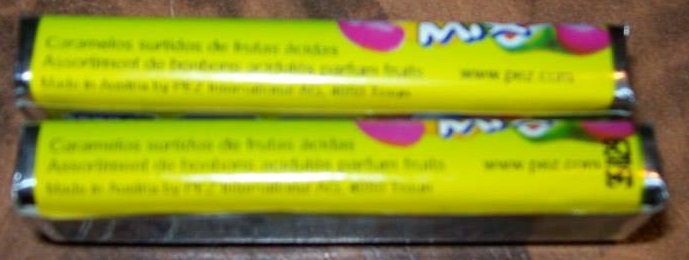 Caramelos surtidos de frutas ácidas
Assortiment de bonbons acidulés parfum fruits
www.pez.com
Made in Austria by PEZ International AG, 4050 Traun
Caramelos surtidos de frutas ácidas
Assortiment de bonbons acidulés parfum fruits
www.pez.com
Made in Austria by PEZ International AG, 4050 Traun